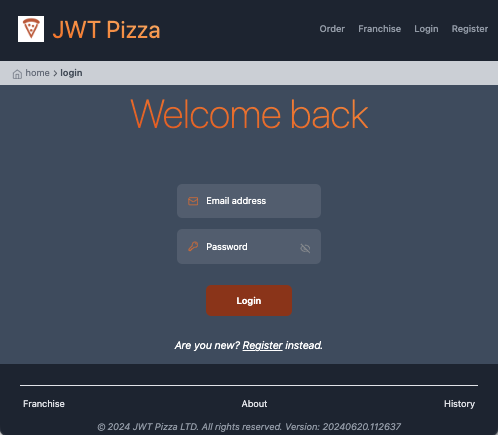 JWT Pizza
Order Franchise Login Register
home > login
Welcome back
Email address
Password
Login
Are you new? Register instead.
Franchise About History
© 2024 JWT Pizza LTD. All rights reserved. Version: 20240620.112637